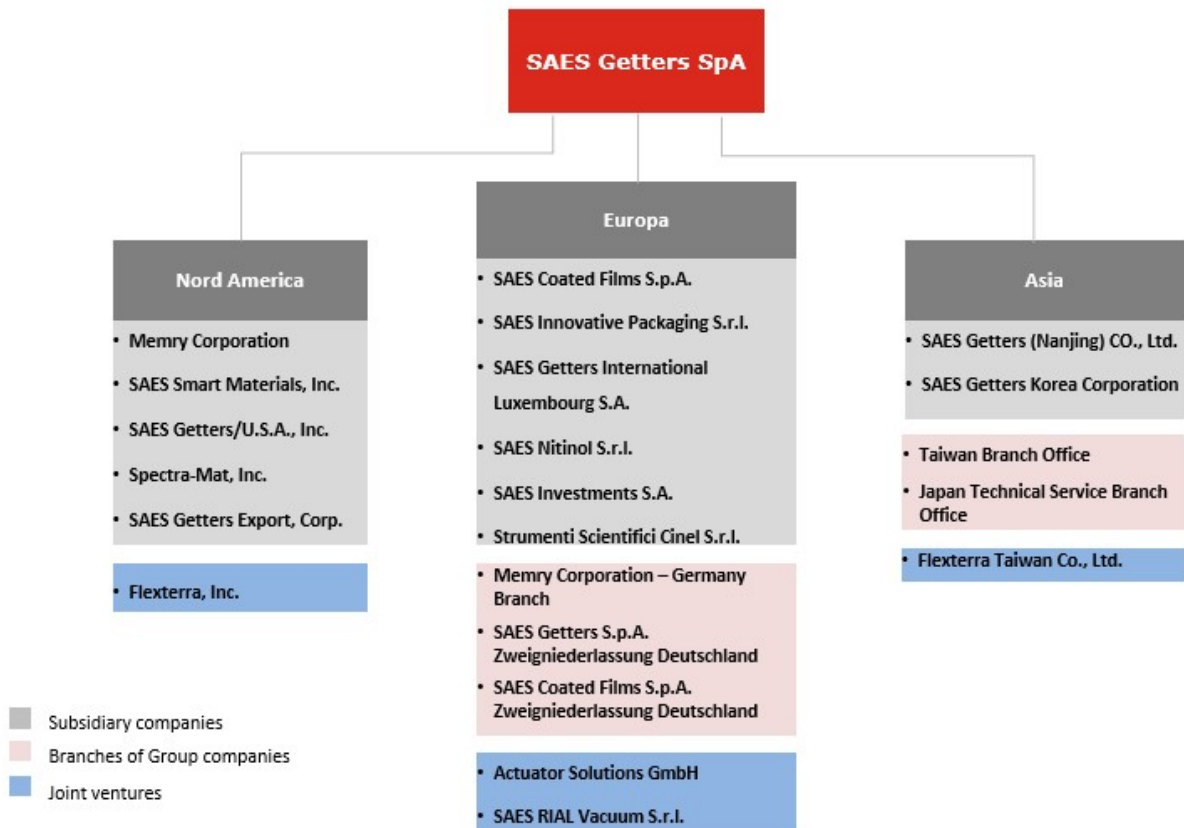 SAES Getters SpA
Nord America
• Memry Corporation
• SAES Smart Materials, Inc.
• SAES Getters/U.S.A., Inc.
• Spectra-Mat, Inc.
• SAES Getters Export, Corp.
• Flexterra, Inc.
Europa
• SAES Coated Films S.p.A.
• SAES Innovative Packaging S.r.l.
• SAES Getters International
Luxembourg S.A.
• SAES Nitinol S.r.l.
• SAES Investments S.A.
• Strumenti Scientifici Cinel S.r.l.
• Memry Corporation – Germany
Branch
• SAES Getters S.p.A.
Zweigniederlassung Deutschland
• SAES Coated Films S.p.A.
Zweigniederlassung Deutschland
• Actuator Solutions GmbH
• SAES RIAL Vacuum S.r.l.
Asia
• SAES Getters (Nanjing) CO., Ltd.
• SAES Getters Korea Corporation
• Taiwan Branch Office
• Japan Technical Service Branch
Office
• Flexterra Taiwan Co., Ltd.
Subsidiary companies
Branches of Group companies
Joint ventures